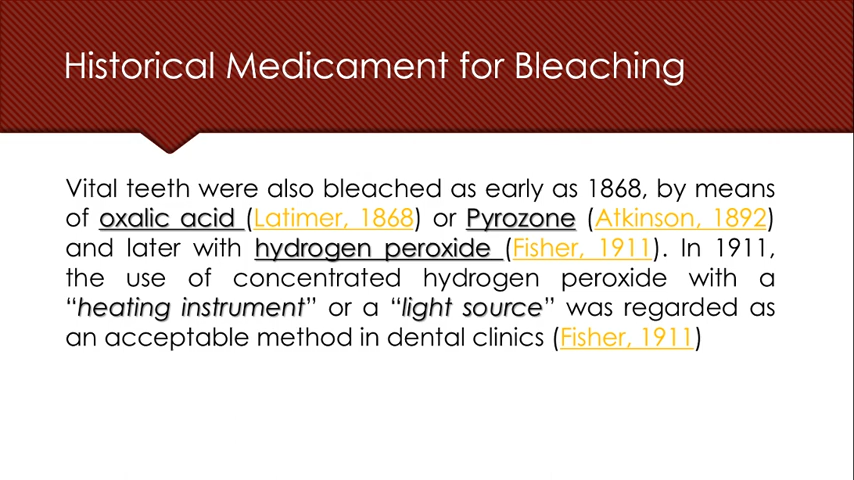 Historical Medicament for Bleaching
Vital teeth were also bleached as early as 1868, by means
of oxalic acid (Latimer, 1868) or Pyrozone (Atkinson, 1892)
and later with hydrogen peroxide (Fisher, 1911). In 1911,
the use of concentrated hydrogen peroxide with a
“heating instrument” or a “light source” was regarded as
an acceptable method in dental clinics (Fisher, 1911)